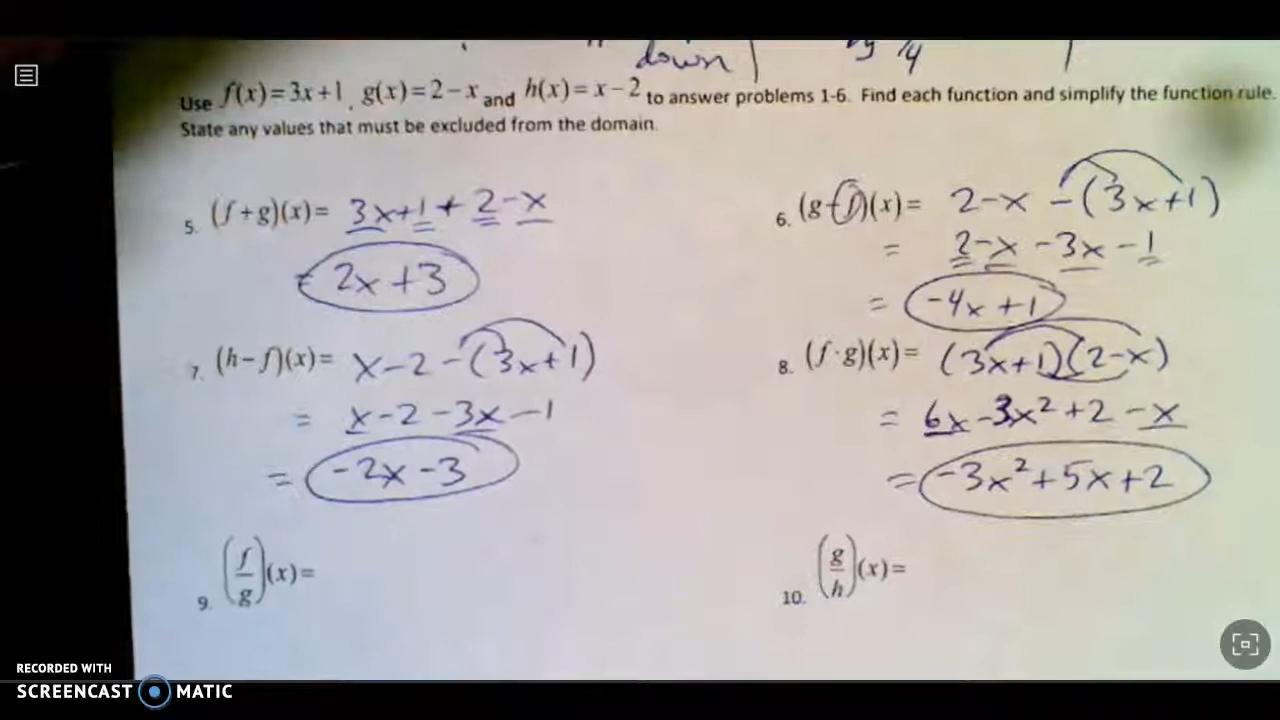 down by 1/4
Use f(x)=3x+1, g(x)=2-x and h(x)=x-2 to answer problems 1-6. Find each function and simplify the function rule.
State any values that must be excluded from the domain.
5. (f+g)(x)= 3x+1+2-x
= 2x+3
6. (g-f)(x)= 2-x-(3x+1)
= 2-x-3x-1
= -4x+1
7. (h-f)(x)= x-2-(3x+1)
= x-2-3x-1
= -2x-3
8. (f·g)(x)= (3x+1)(2-x)
= 6x-3x²+2-x
= -3x²+5x+2
9. (f/g)(x)=
10. (g/h)(x)=
RECORDED WITH
SCREENCAST MATIC